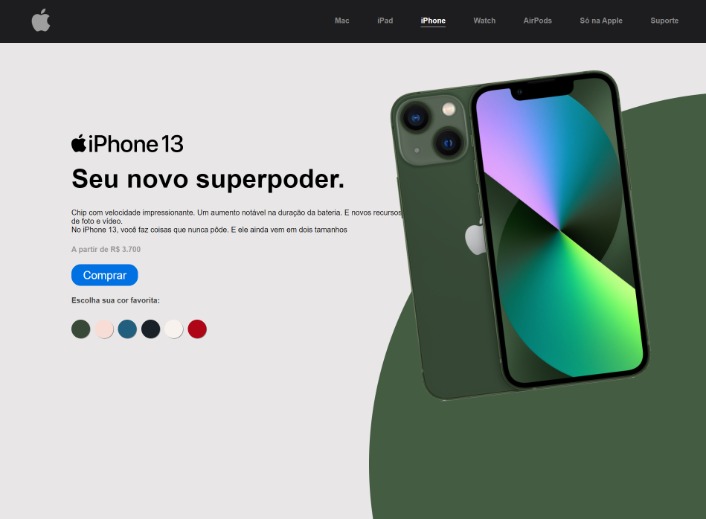 Mac iPad iPhone Watch AirPods Só na Apple Suporte
iPhone 13
Seu novo superpoder.
Chip com velocidade impressionante. Um aumento notável na duração da bateria. E novos recursos
de foto e vídeo.
No iPhone 13, você faz coisas que nunca pôde. E ele ainda vem em dois tamanhos
A partir de R$ 3.700
Comprar
Escolha sua cor favorita: